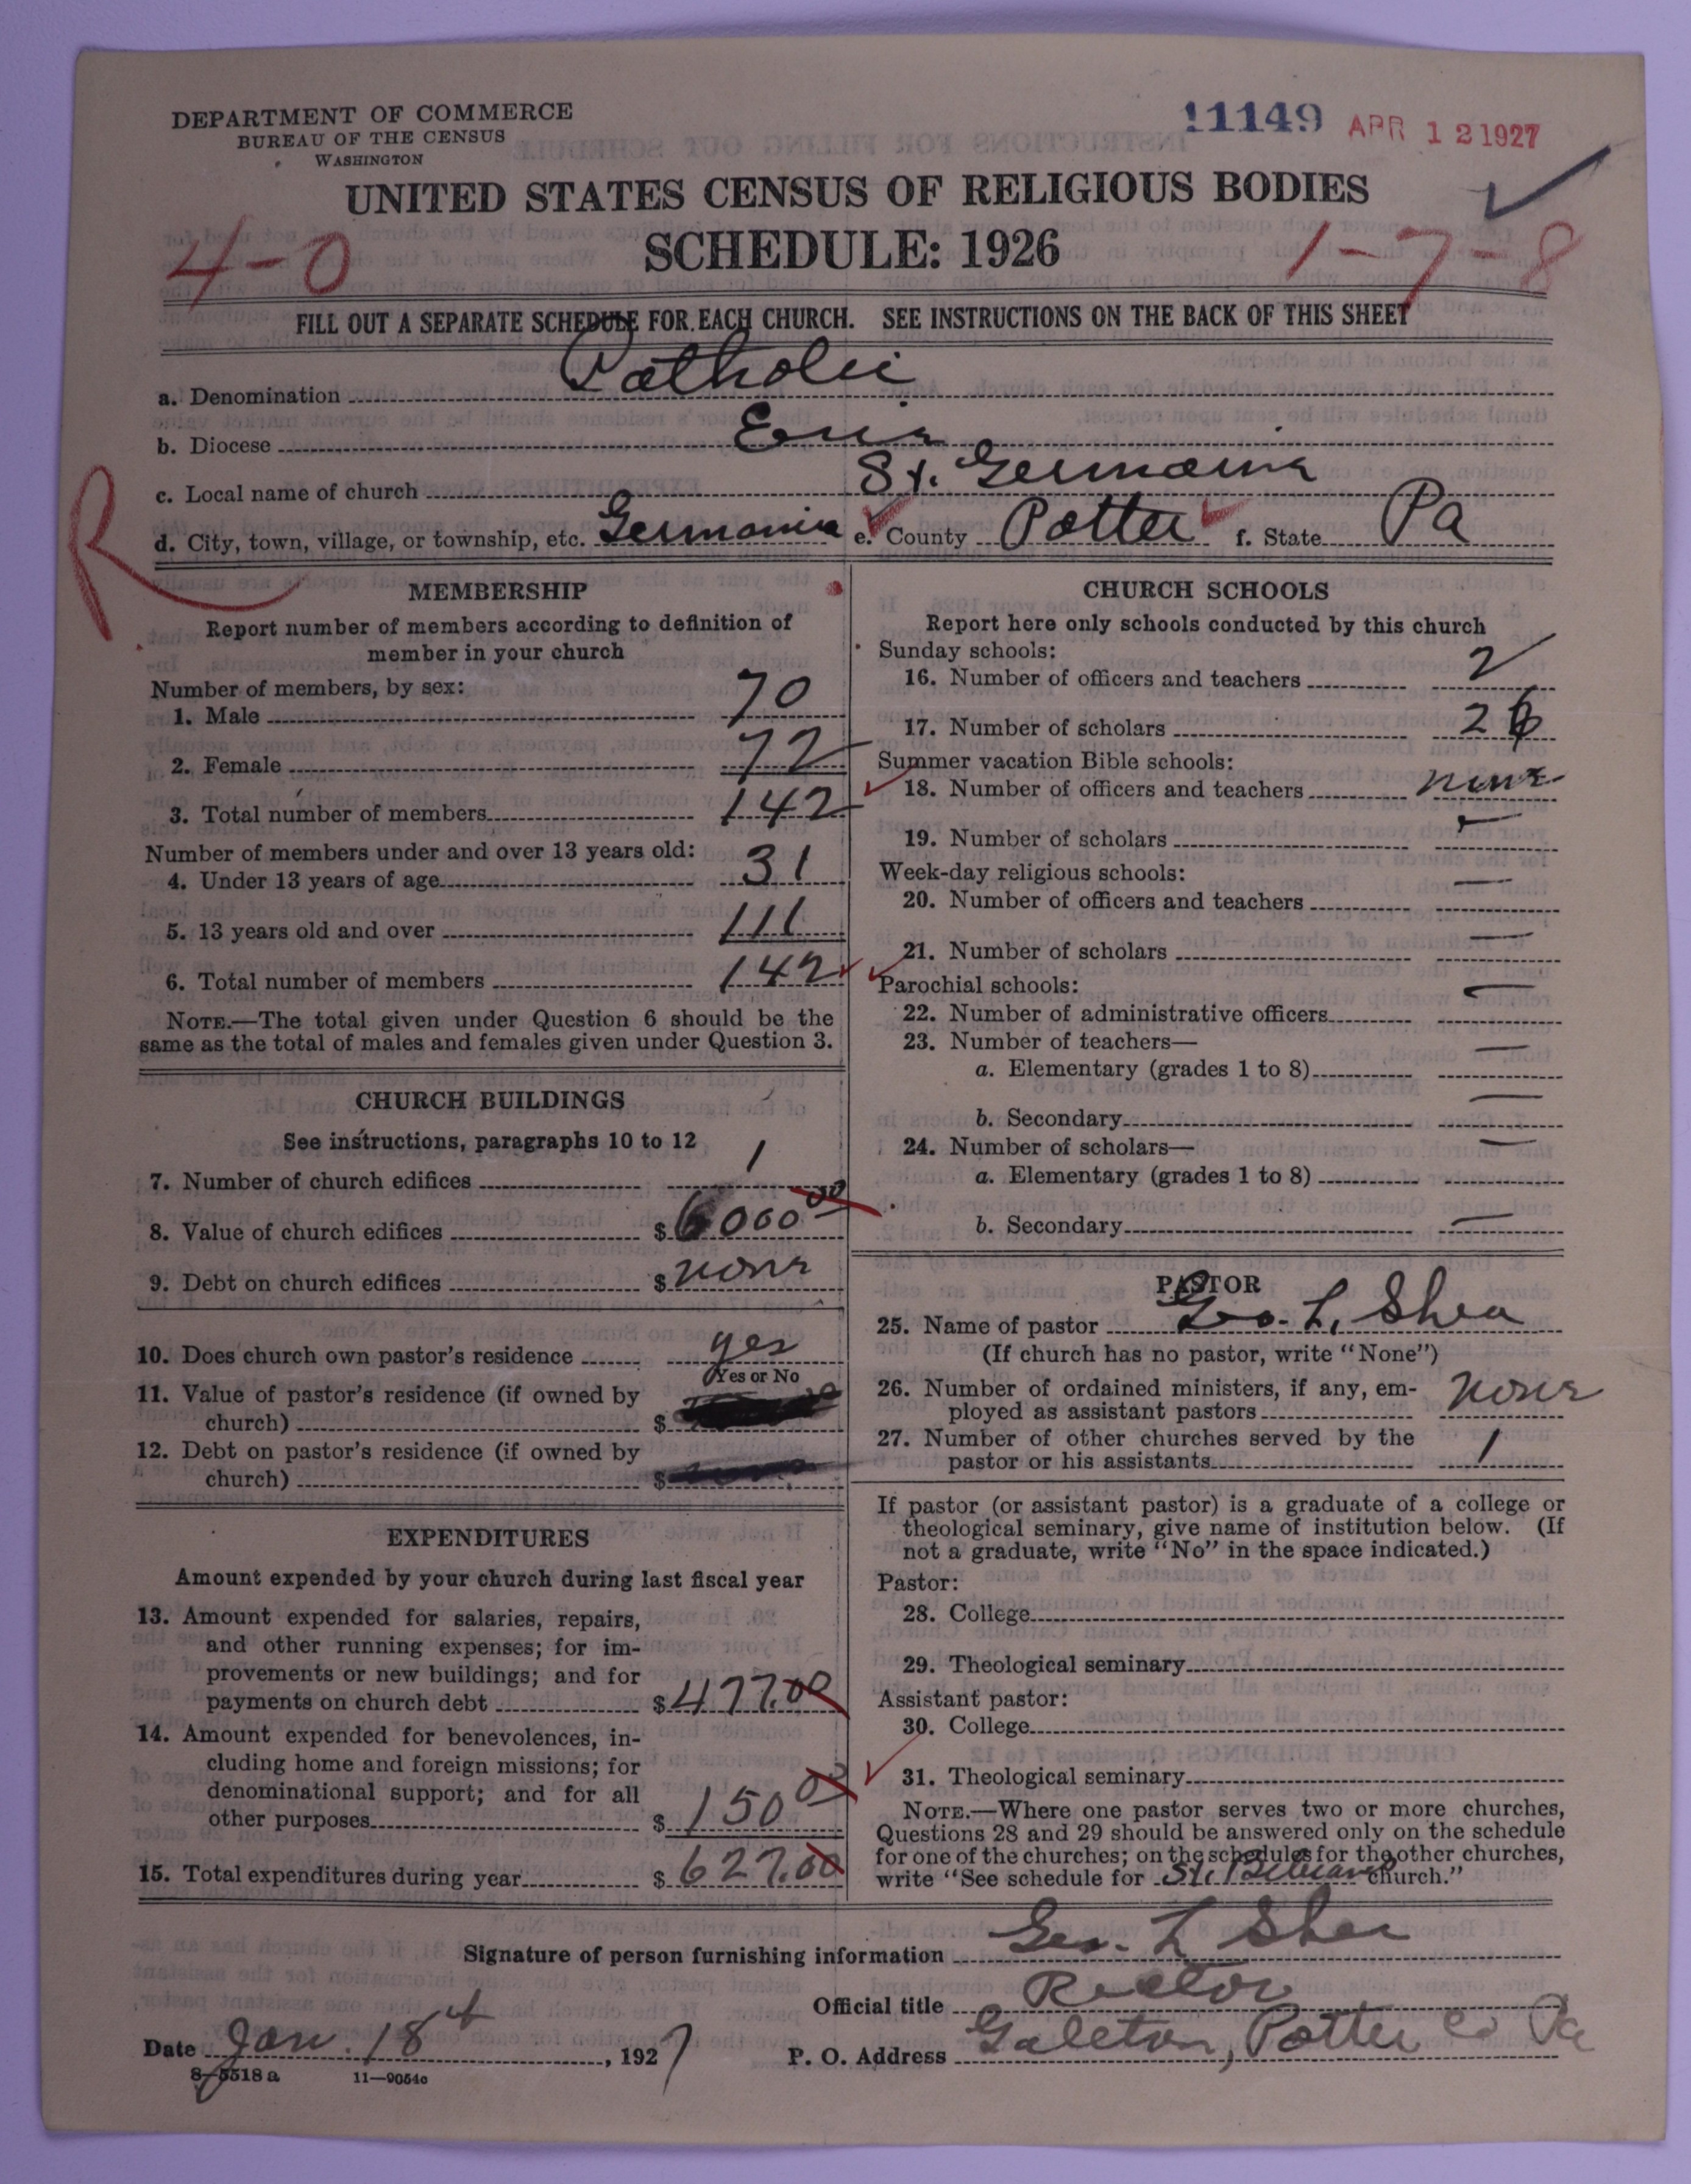 DEPARTMENT OF COMMERCE
BUREAU OF THE CENSUS
WASHINGTON
11149 APR 12 1927
UNITED STATES CENSUS OF RELIGIOUS BODIES
SCHEDULE: 1926
4-0
1-7-8
FILL OUT A SEPARATE SCHEDULE FOR EACH CHURCH. SEE INSTRUCTIONS ON THE BACK OF THIS SHEET
a. Denomination Catholic
b. Diocese Erie
c. Local name of church St. Germaine
d. City, town, village, or township, etc. Germania e. County Potter f. State Pa
R
MEMBERSHIP
Report number of members according to definition of
member in your church
Number of members, by sex:
1. Male 70
2. Female 72
3. Total number of members 142
Number of members under and over 13 years old:
4. Under 13 years of age 31
5. 13 years old and over 111
6. Total number of members 142
NOTE.—The total given under Question 6 should be the
same as the total of males and females given under Question 3.
CHURCH BUILDINGS
See instructions, paragraphs 10 to 12
7. Number of church edifices 1
8. Value of church edifices $ 6000 00
9. Debt on church edifices $ none
10. Does church own pastor's residence yes
Yes or No
11. Value of pastor's residence (if owned by
church) $
12. Debt on pastor's residence (if owned by
church) $
EXPENDITURES
Amount expended by your church during last fiscal year
13. Amount expended for salaries, repairs,
and other running expenses; for im-
provements or new buildings; and for
payments on church debt $ 477.00
14. Amount expended for benevolences, in-
cluding home and foreign missions; for
denominational support; and for all
other purposes $ 150 00
15. Total expenditures during year $ 627.00
CHURCH SCHOOLS
Report here only schools conducted by this church
Sunday schools:
16. Number of officers and teachers 2
17. Number of scholars 26
Summer vacation Bible schools:
18. Number of officers and teachers none
19. Number of scholars —
Week-day religious schools:
20. Number of officers and teachers —
21. Number of scholars —
Parochial schools:
22. Number of administrative officers —
23. Number of teachers—
a. Elementary (grades 1 to 8) —
b. Secondary —
24. Number of scholars—
a. Elementary (grades 1 to 8) —
b. Secondary —
PASTOR
25. Name of pastor Geo. L. Shea
(If church has no pastor, write "None")
26. Number of ordained ministers, if any, em-
ployed as assistant pastors none
27. Number of other churches served by the
pastor or his assistants 1
If pastor (or assistant pastor) is a graduate of a college or
theological seminary, give name of institution below. (If
not a graduate, write "No" in the space indicated.)
Pastor:
28. College
29. Theological seminary
Assistant pastor:
30. College
31. Theological seminary
NOTE.—Where one pastor serves two or more churches,
Questions 28 and 29 should be answered only on the schedule
for one of the churches; on the schedules for the other churches,
write "See schedule for St. church."
Signature of person furnishing information Geo. L Shea
Official title Rector
Date Jan. 18th, 1927
P. O. Address Galeton, Potter Co Pa
8-5518 a 11—9054c